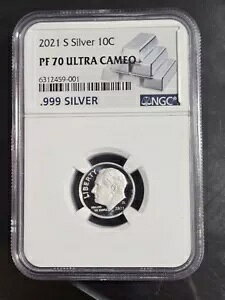 2021 S Silver 10C
PF 70 ULTRA CAMEO
6312459-001
.999 SILVER
NGC
LIBERTY